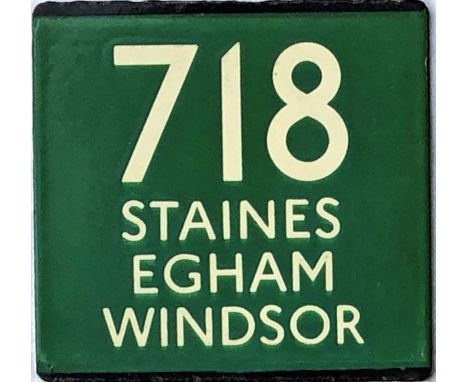 718
STAINES
EGHAM
WINDSOR